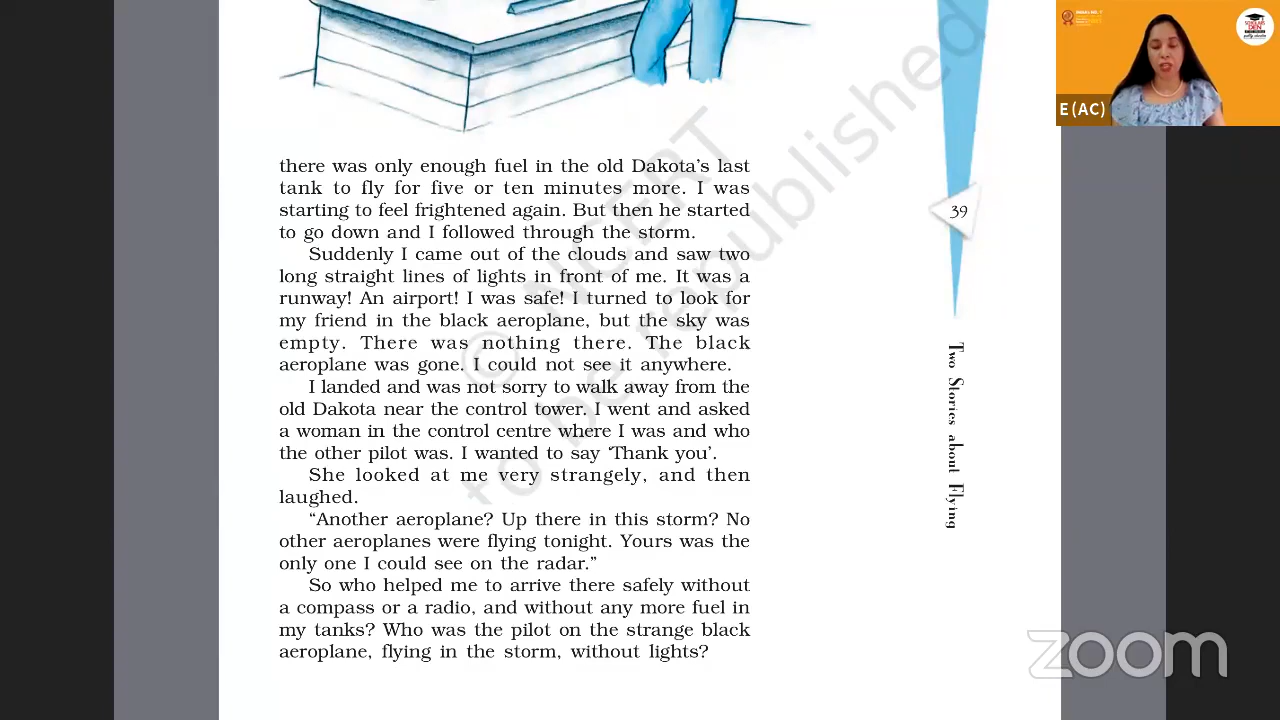 there was only enough fuel in the old Dakota's last
tank to fly for five or ten minutes more. I was
starting to feel frightened again. But then he started
to go down and I followed through the storm.
Suddenly I came out of the clouds and saw two
long straight lines of lights in front of me. It was a
runway! An airport! I was safe! I turned to look for
my friend in the black aeroplane, but the sky was
empty. There was nothing there. The black
aeroplane was gone. I could not see it anywhere.
I landed and was not sorry to walk away from the
old Dakota near the control tower. I went and asked
a woman in the control centre where I was and who
the other pilot was. I wanted to say ‘Thank you’.
She looked at me very strangely, and then
laughed.
“Another aeroplane? Up there in this storm? No
other aeroplanes were flying tonight. Yours was the
only one I could see on the radar.”
So who helped me to arrive there safely without
a compass or a radio, and without any more fuel in
my tanks? Who was the pilot on the strange black
aeroplane, flying in the storm, without lights?
39
Two Stories about Flying
© NCERT
to be republished
E (AC)
SCHOLARS
DEN
zoom